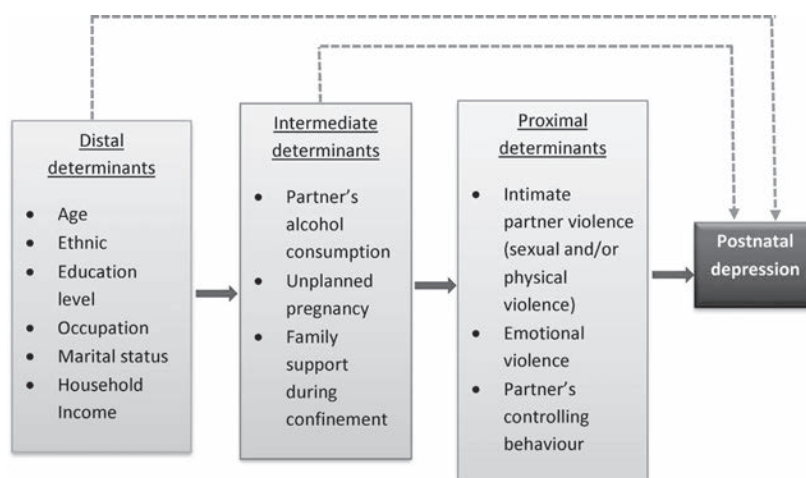 Distal
determinants
• Age
• Ethnic
• Education
level
• Occupation
• Marital status
• Household
Income
Intermediate
determinants
• Partner's
alcohol
consumption
• Unplanned
pregnancy
• Family
support
during
confinement
Proximal
determinants
• Intimate
partner violence
(sexual and/or
physical
violence)
• Emotional
violence
• Partner's
controlling
behaviour
Postnatal
depression